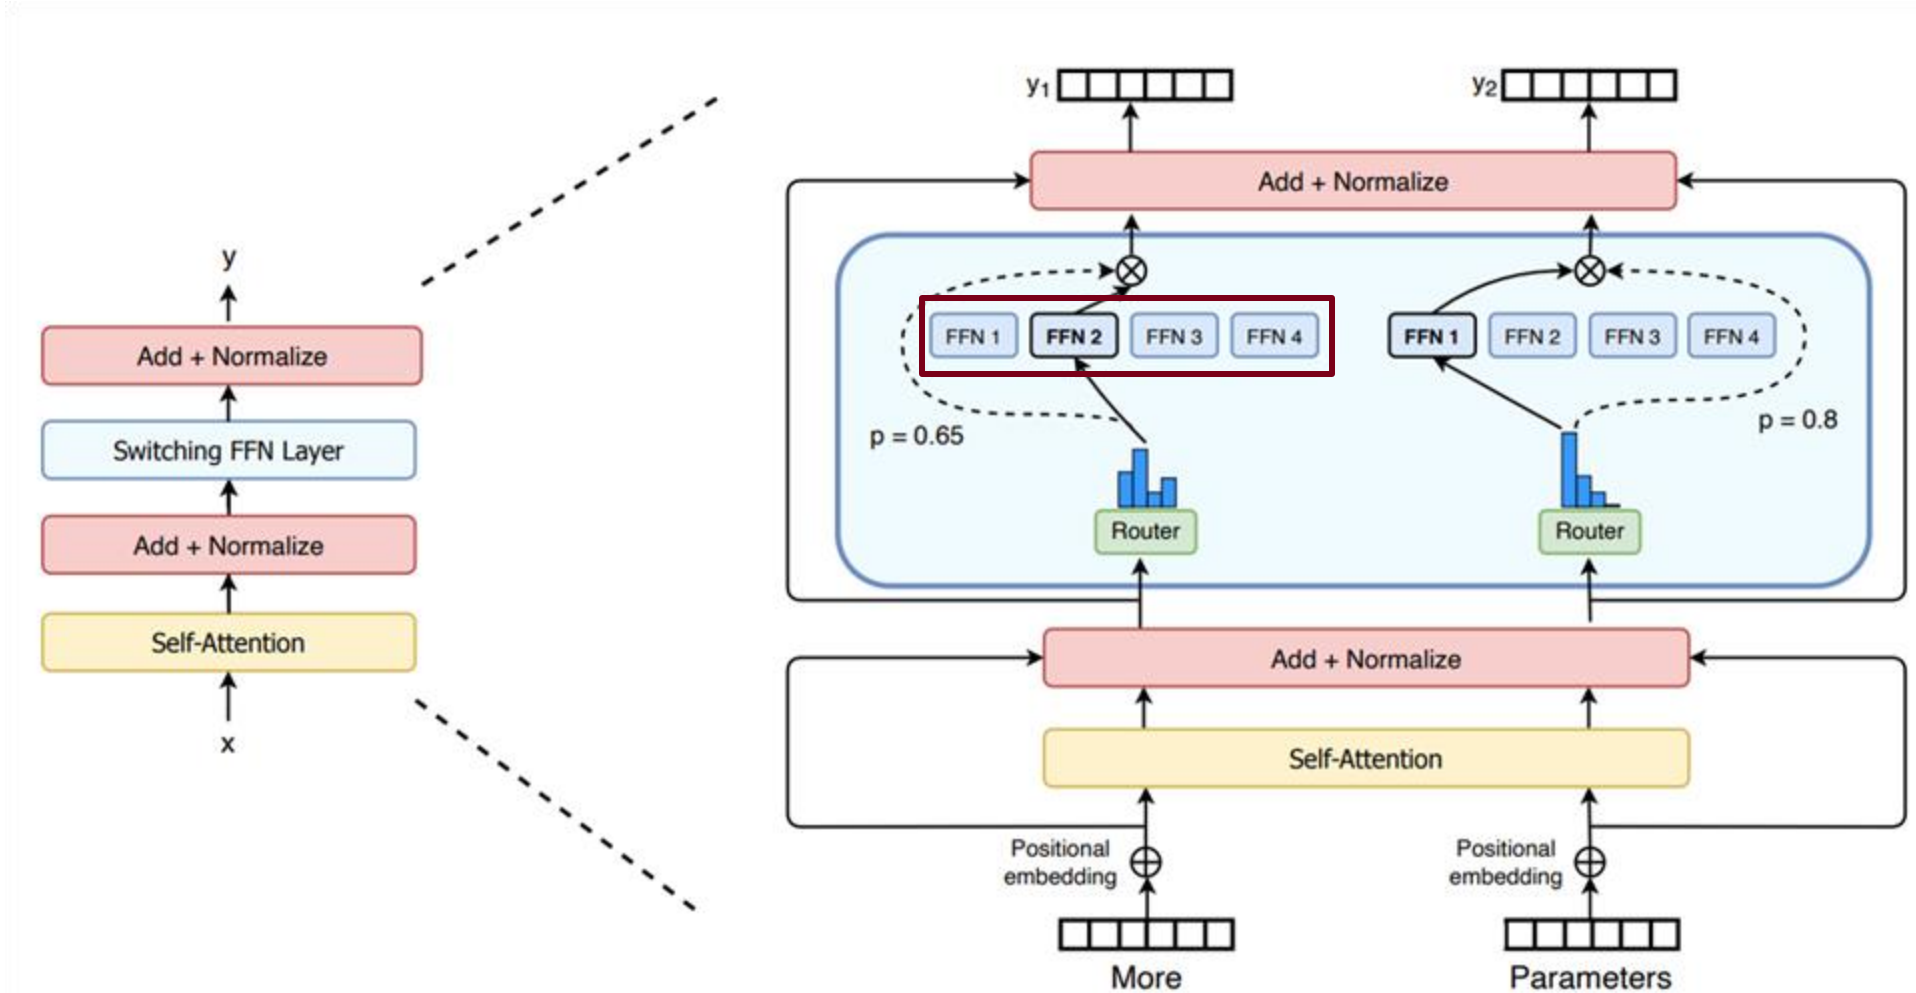 y
Add + Normalize
Switching FFN Layer
Add + Normalize
Self-Attention
x
y1
y2
Add + Normalize
FFN 1
FFN 2
FFN 3
FFN 4
FFN 1
FFN 2
FFN 3
FFN 4
p = 0.65
p = 0.8
Router
Router
Add + Normalize
Self-Attention
Positional
embedding
Positional
embedding
More
Parameters